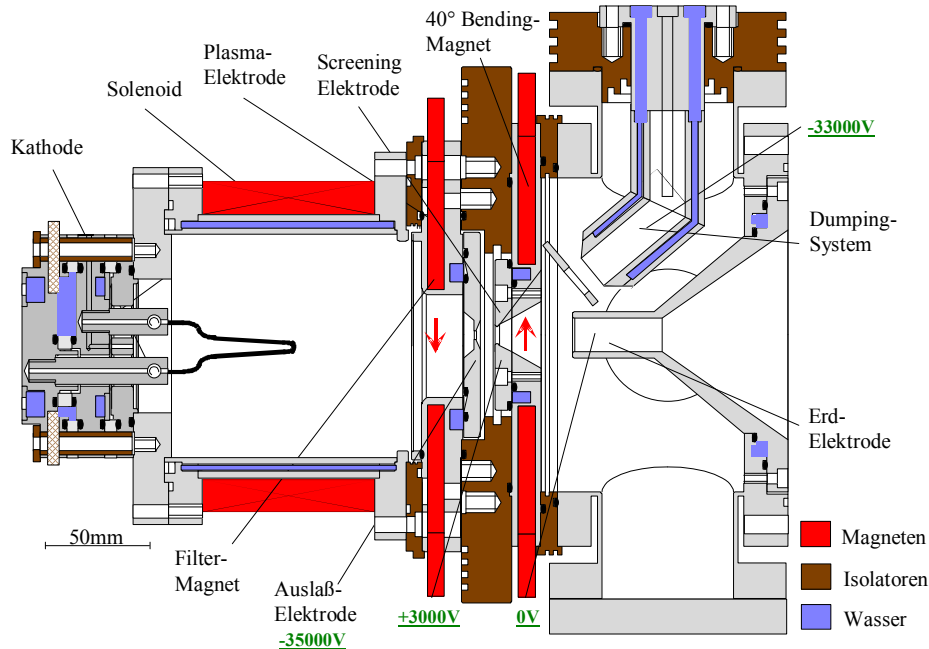 40° Bending-
Magnet
Plasma-
Elektrode
Screening
Elektrode
Solenoid
Kathode
-33000V
Dumping-
System
Erd-
Elektrode
50mm
Filter-
Magnet
Auslaß-
Elektrode
-35000V
+3000V
0V
Magneten
Isolatoren
Wasser